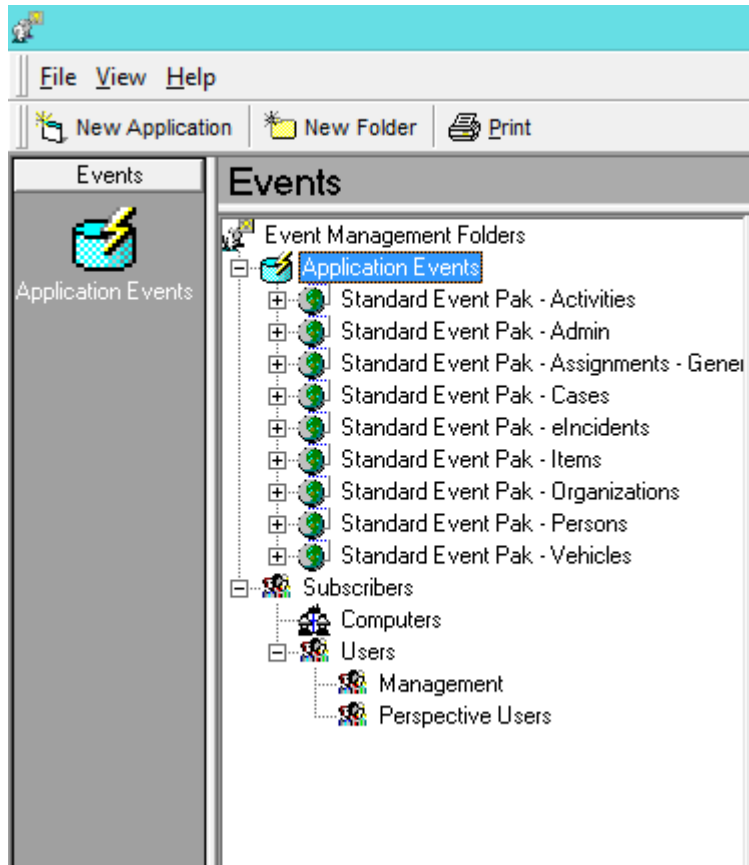 File View Help
New Application New Folder Print
Events
Application Events
Events
Event Management Folders
Application Events
Standard Event Pak - Activities
Standard Event Pak - Admin
Standard Event Pak - Assignments - Gener
Standard Event Pak - Cases
Standard Event Pak - eIncidents
Standard Event Pak - Items
Standard Event Pak - Organizations
Standard Event Pak - Persons
Standard Event Pak - Vehicles
Subscribers
Computers
Users
Management
Perspective Users